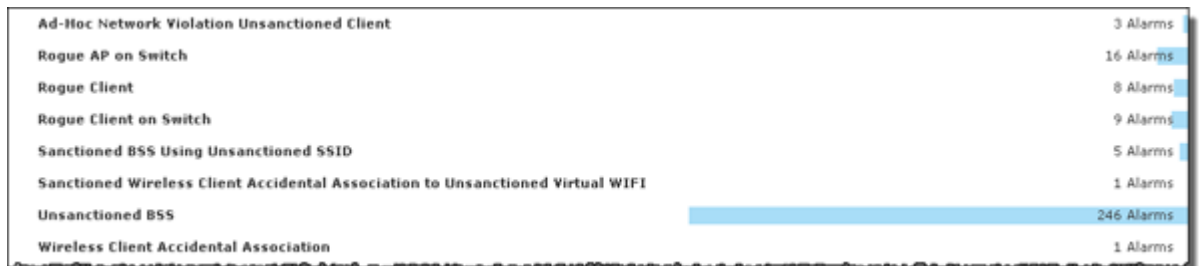 Ad-Hoc Network Violation Unsanctioned Client 3 Alarms
Rogue AP on Switch 16 Alarms
Rogue Client 8 Alarms
Rogue Client on Switch 9 Alarms
Sanctioned BSS Using Unsanctioned SSID 5 Alarms
Sanctioned Wireless Client Accidental Association to Unsanctioned Virtual WIFI 1 Alarms
Unsanctioned BSS 246 Alarms
Wireless Client Accidental Association 1 Alarms